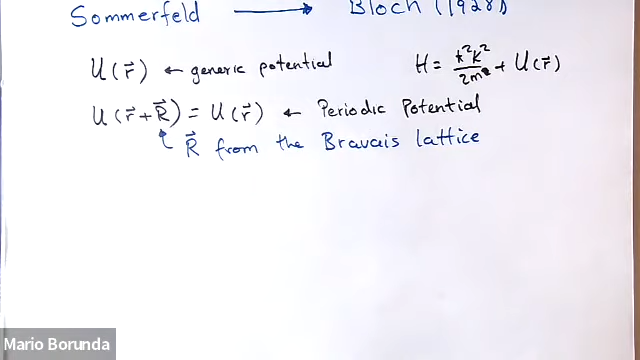 Sommerfeld → Bloch (1928)
U(r⃗) ← generic potential H = ħ²k²/2m + U(r⃗)
U(r⃗+R⃗) = U(r⃗) ← Periodic Potential
R⃗ from the Bravais lattice
Mario Borunda